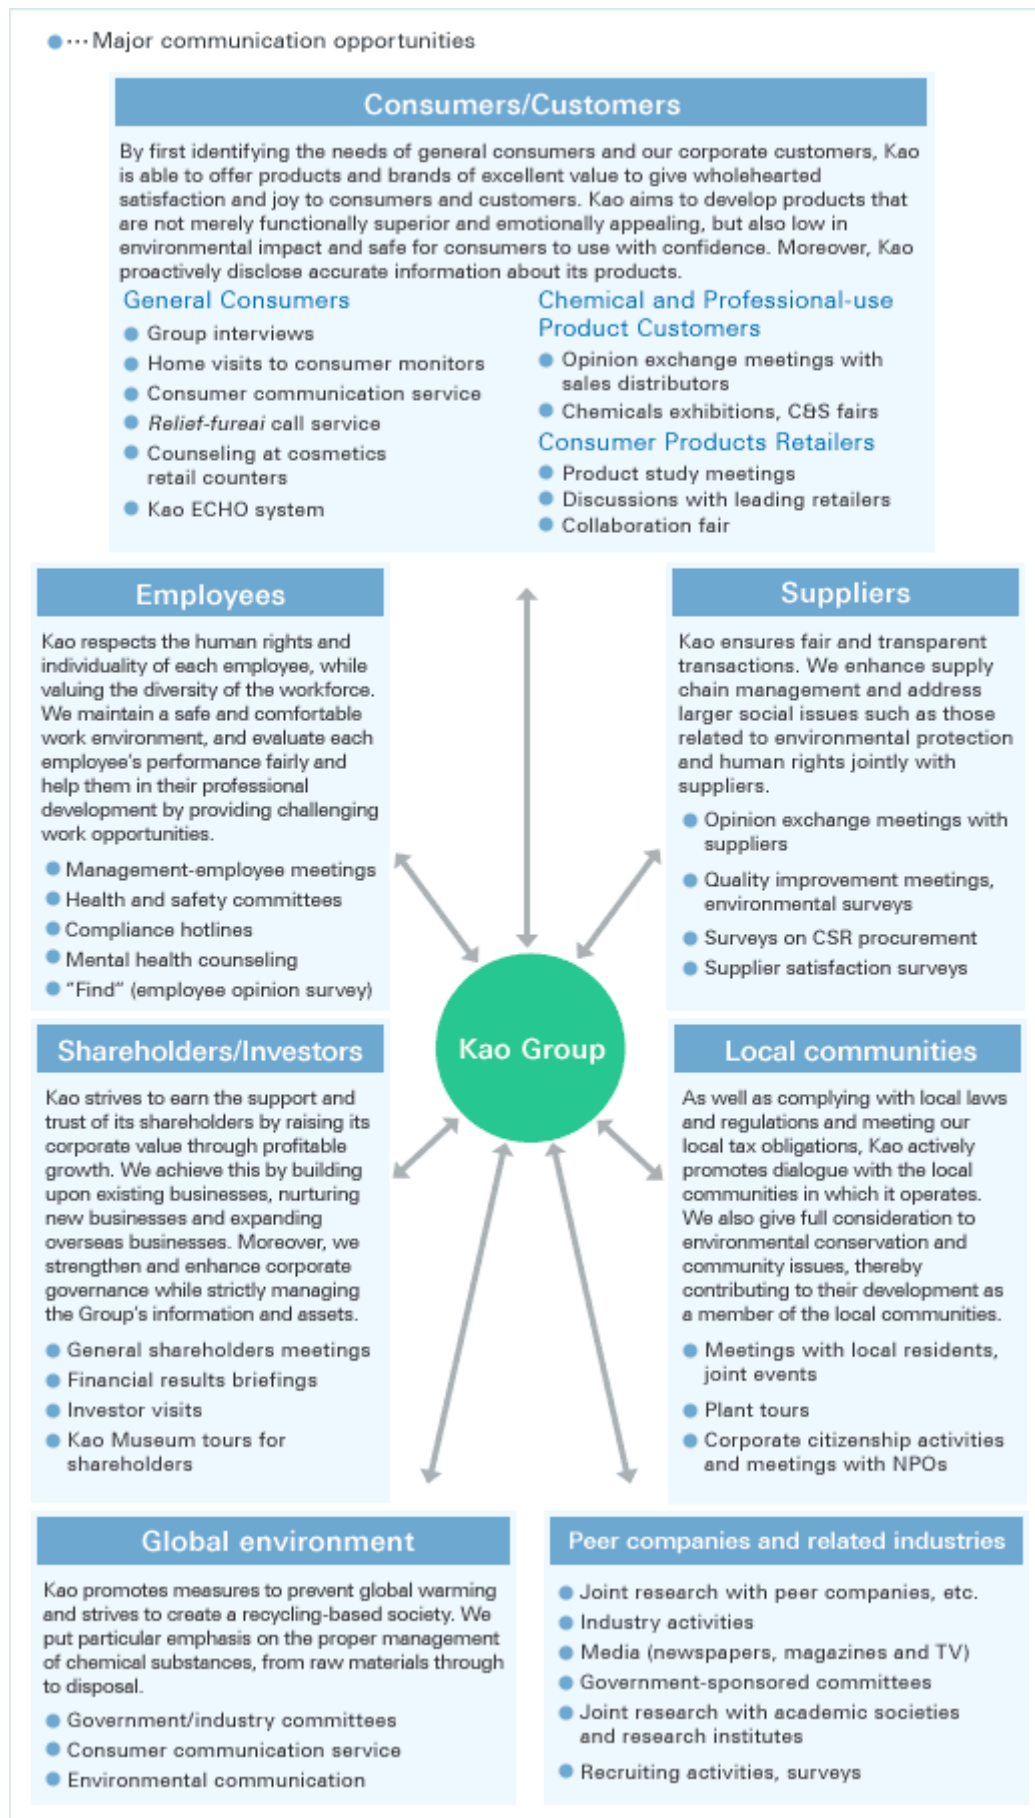 ··· Major communication opportunities
Consumers/Customers
By first identifying the needs of general consumers and our corporate customers, Kao
is able to offer products and brands of excellent value to give wholehearted
satisfaction and joy to consumers and customers. Kao aims to develop products that
are not merely functionally superior and emotionally appealing, but also low in
environmental impact and safe for consumers to use with confidence. Moreover, Kao
proactively disclose accurate information about its products.
General Consumers
Group interviews
Home visits to consumer monitors
Consumer communication service
Relief-fureai call service
Counseling at cosmetics
retail counters
Kao ECHO system
Chemical and Professional-use
Product Customers
Opinion exchange meetings with
sales distributors
Chemicals exhibitions, C&S fairs
Consumer Products Retailers
Product study meetings
Discussions with leading retailers
Collaboration fair
Employees
Kao respects the human rights and
individuality of each employee, while
valuing the diversity of the workforce.
We maintain a safe and comfortable
work environment, and evaluate each
employee's performance fairly and
help them in their professional
development by providing challenging
work opportunities.
Management-employee meetings
Health and safety committees
Compliance hotlines
Mental health counseling
"Find" (employee opinion survey)
Suppliers
Kao ensures fair and transparent
transactions. We enhance supply
chain management and address
larger social issues such as those
related to environmental protection
and human rights jointly with
suppliers.
Opinion exchange meetings with
suppliers
Quality improvement meetings,
environmental surveys
Surveys on CSR procurement
Supplier satisfaction surveys
Kao Group
Shareholders/Investors
Kao strives to earn the support and
trust of its shareholders by raising its
corporate value through profitable
growth. We achieve this by building
upon existing businesses, nurturing
new businesses and expanding
overseas businesses. Moreover, we
strengthen and enhance corporate
governance while strictly managing
the Group's information and assets.
General shareholders meetings
Financial results briefings
Investor visits
Kao Museum tours for
shareholders
Local communities
As well as complying with local laws
and regulations and meeting our
local tax obligations, Kao actively
promotes dialogue with the local
communities in which it operates.
We also give full consideration to
environmental conservation and
community issues, thereby
contributing to their development as
a member of the local communities.
Meetings with local residents,
joint events
Plant tours
Corporate citizenship activities
and meetings with NPOs
Global environment
Kao promotes measures to prevent global warming
and strives to create a recycling-based society. We
put particular emphasis on the proper management
of chemical substances, from raw materials through
to disposal.
Government/industry committees
Consumer communication service
Environmental communication
Peer companies and related industries
Joint research with peer companies, etc.
Industry activities
Media (newspapers, magazines and TV)
Government-sponsored committees
Joint research with academic societies
and research institutes
Recruiting activities, surveys